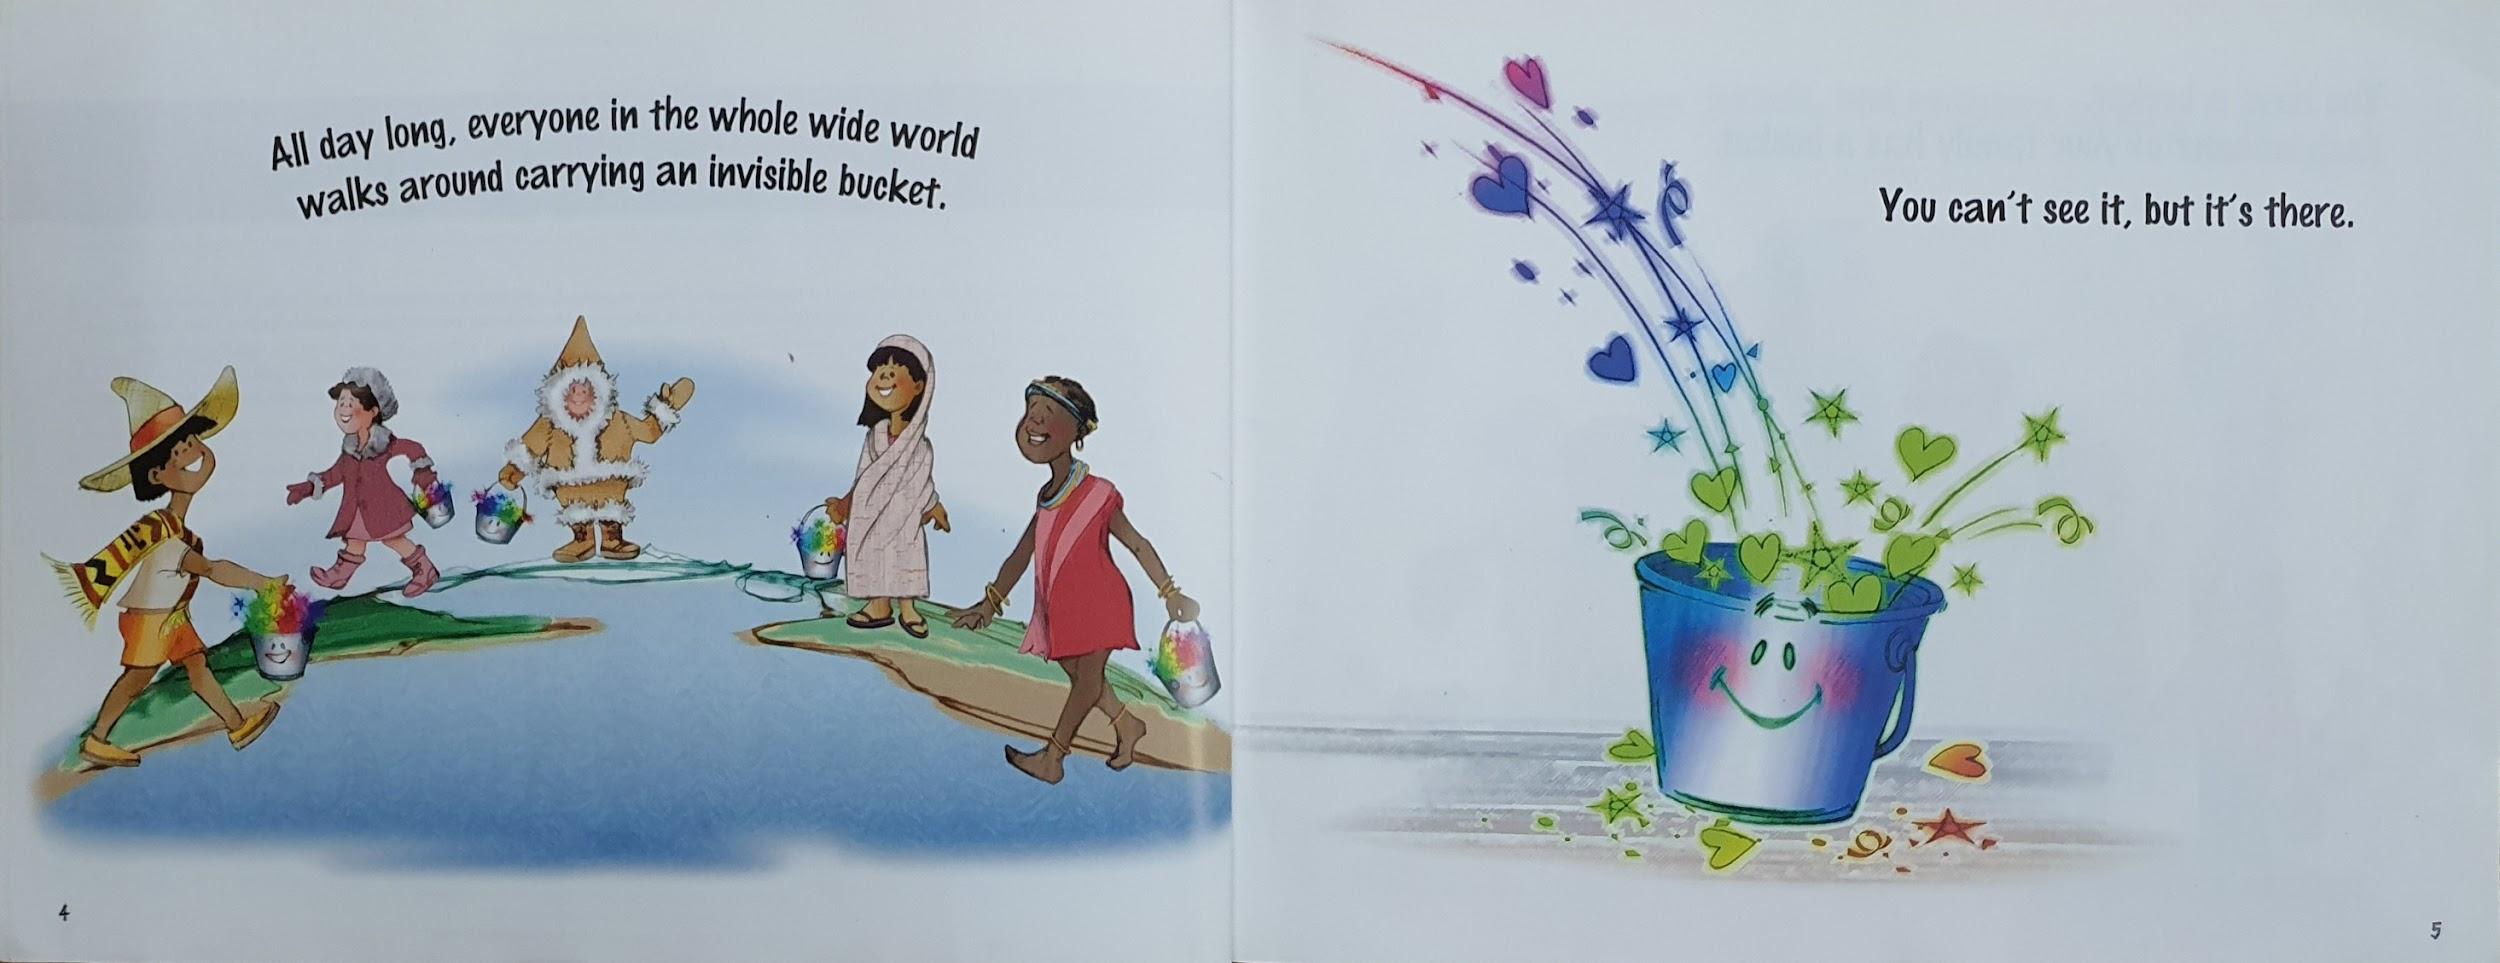 All day long, everyone in the whole wide world
walks around carrying an invisible bucket.
You can't see it, but it's there.
4
5